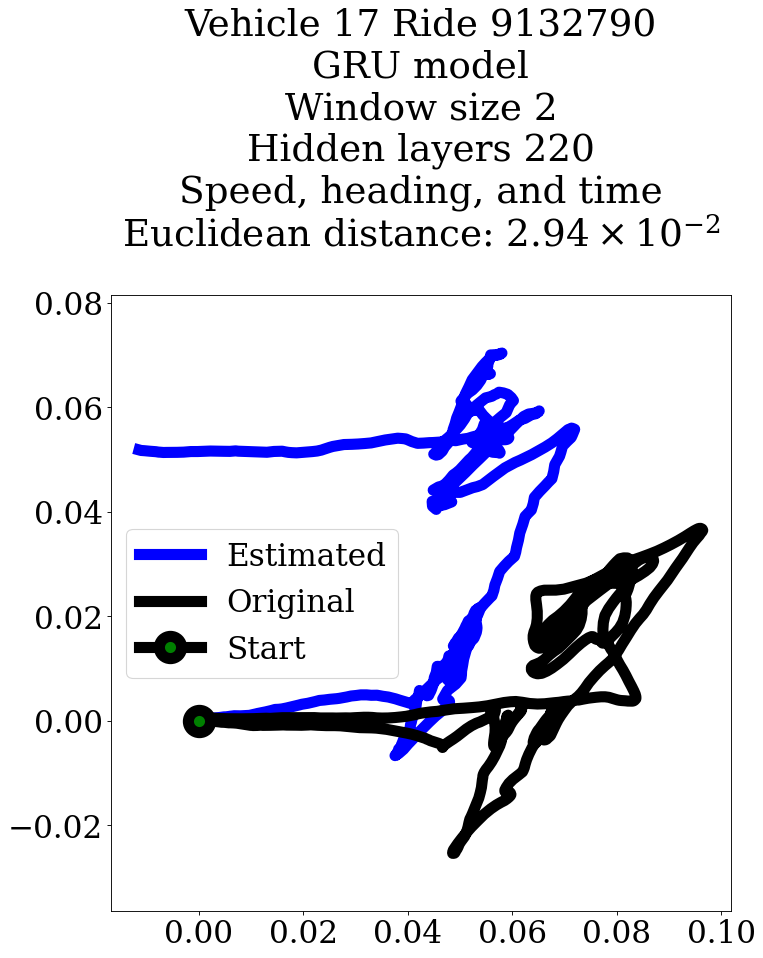 Vehicle 17 Ride 9132790
GRU model
Window size 2
Hidden layers 220
Speed, heading, and time
Euclidean distance: 2.94 × 10⁻²
0.08
0.06
0.04
0.02
0.00
−0.02
Estimated
Original
Start
0.00 0.02 0.04 0.06 0.08 0.10